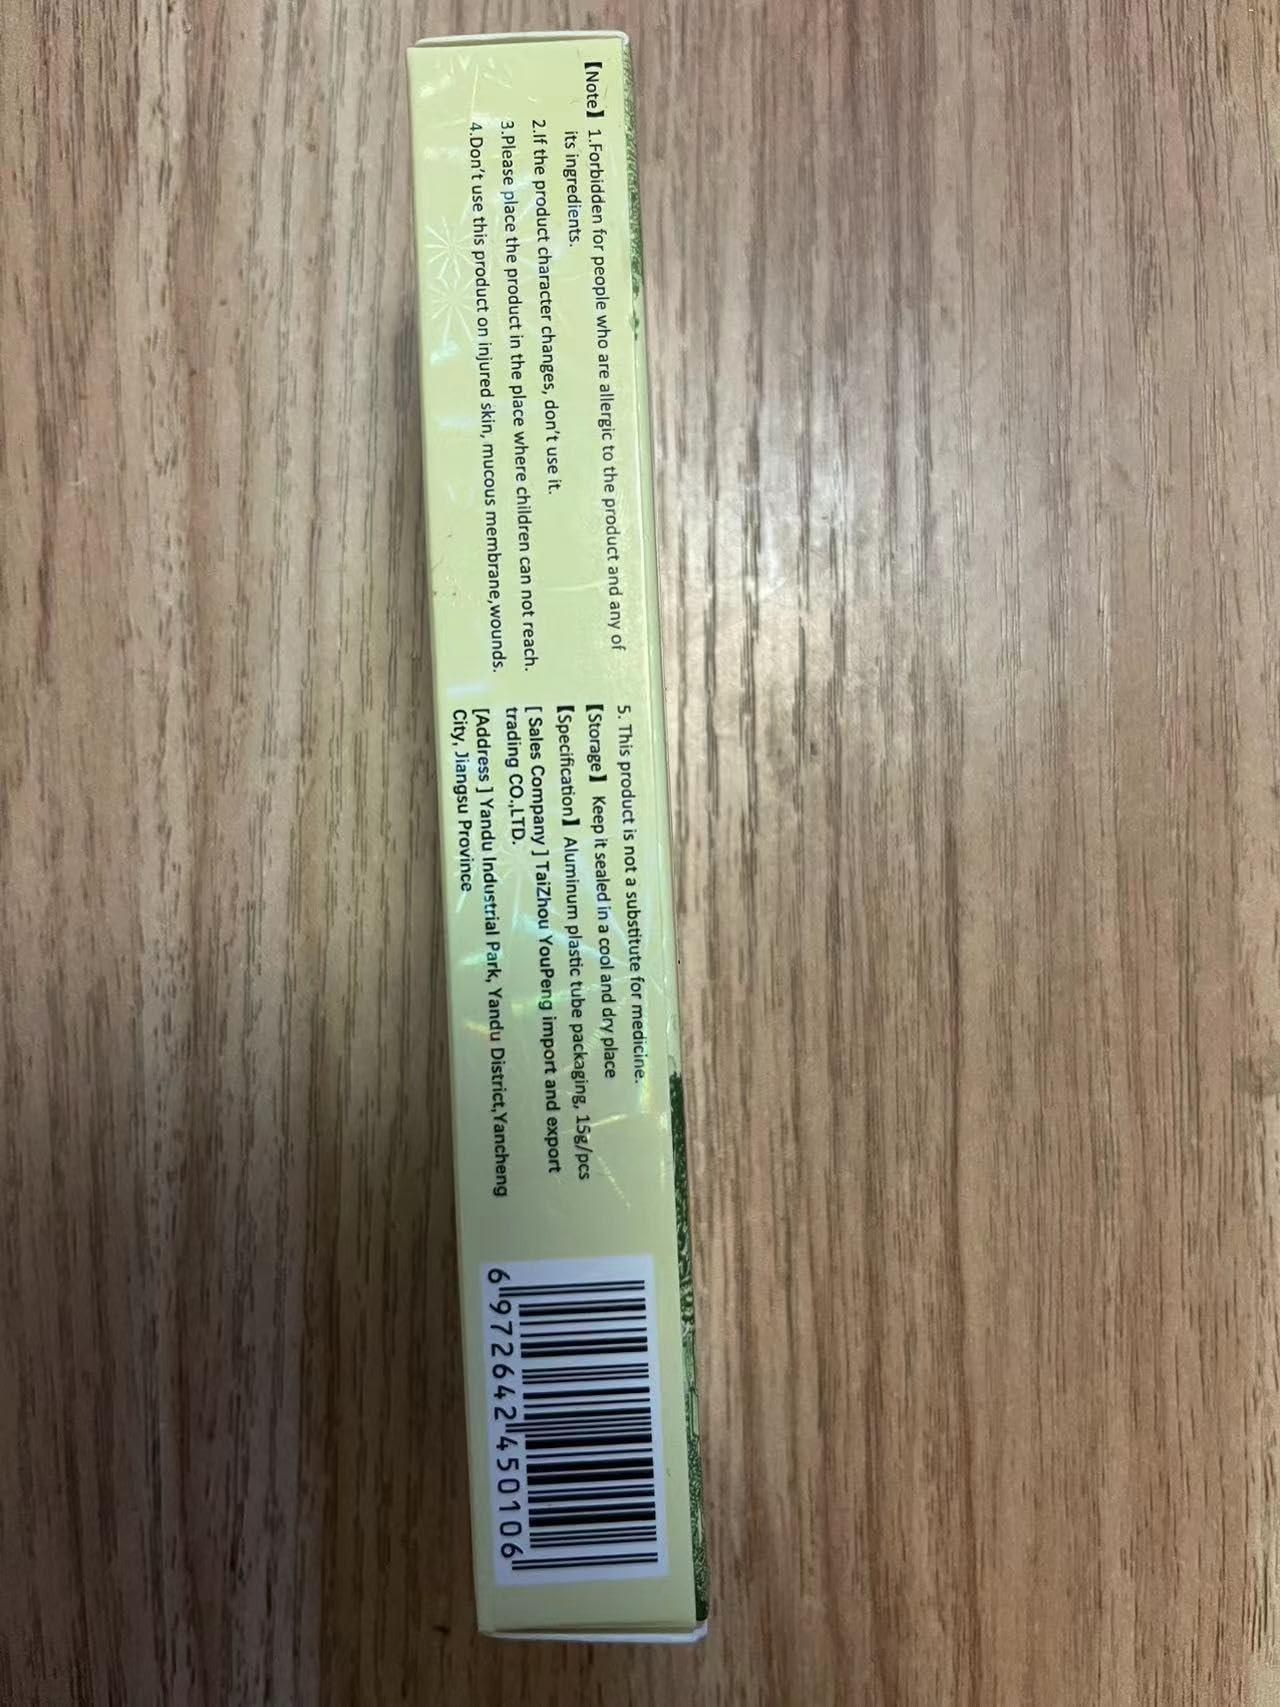 【Note】 1.Forbidden for people who are allergic to the product and any of
its ingredients.
2.If the product character changes, don't use it.
3.Please place the product in the place where children can not reach.
4.Don't use this product on injured skin, mucous membrane,wounds.
5. This product is not a substitute for medicine.
【Storage】 Keep it sealed in a cool and dry place
【Specification】 Aluminum plastic tube packaging, 15g/pcs
[ Sales Company ] TaiZhou YouPeng import and export
trading CO.,LTD.
[Address ] Yandu Industrial Park, Yandu District,Yancheng
City, Jiangsu Province
6 972642 450106